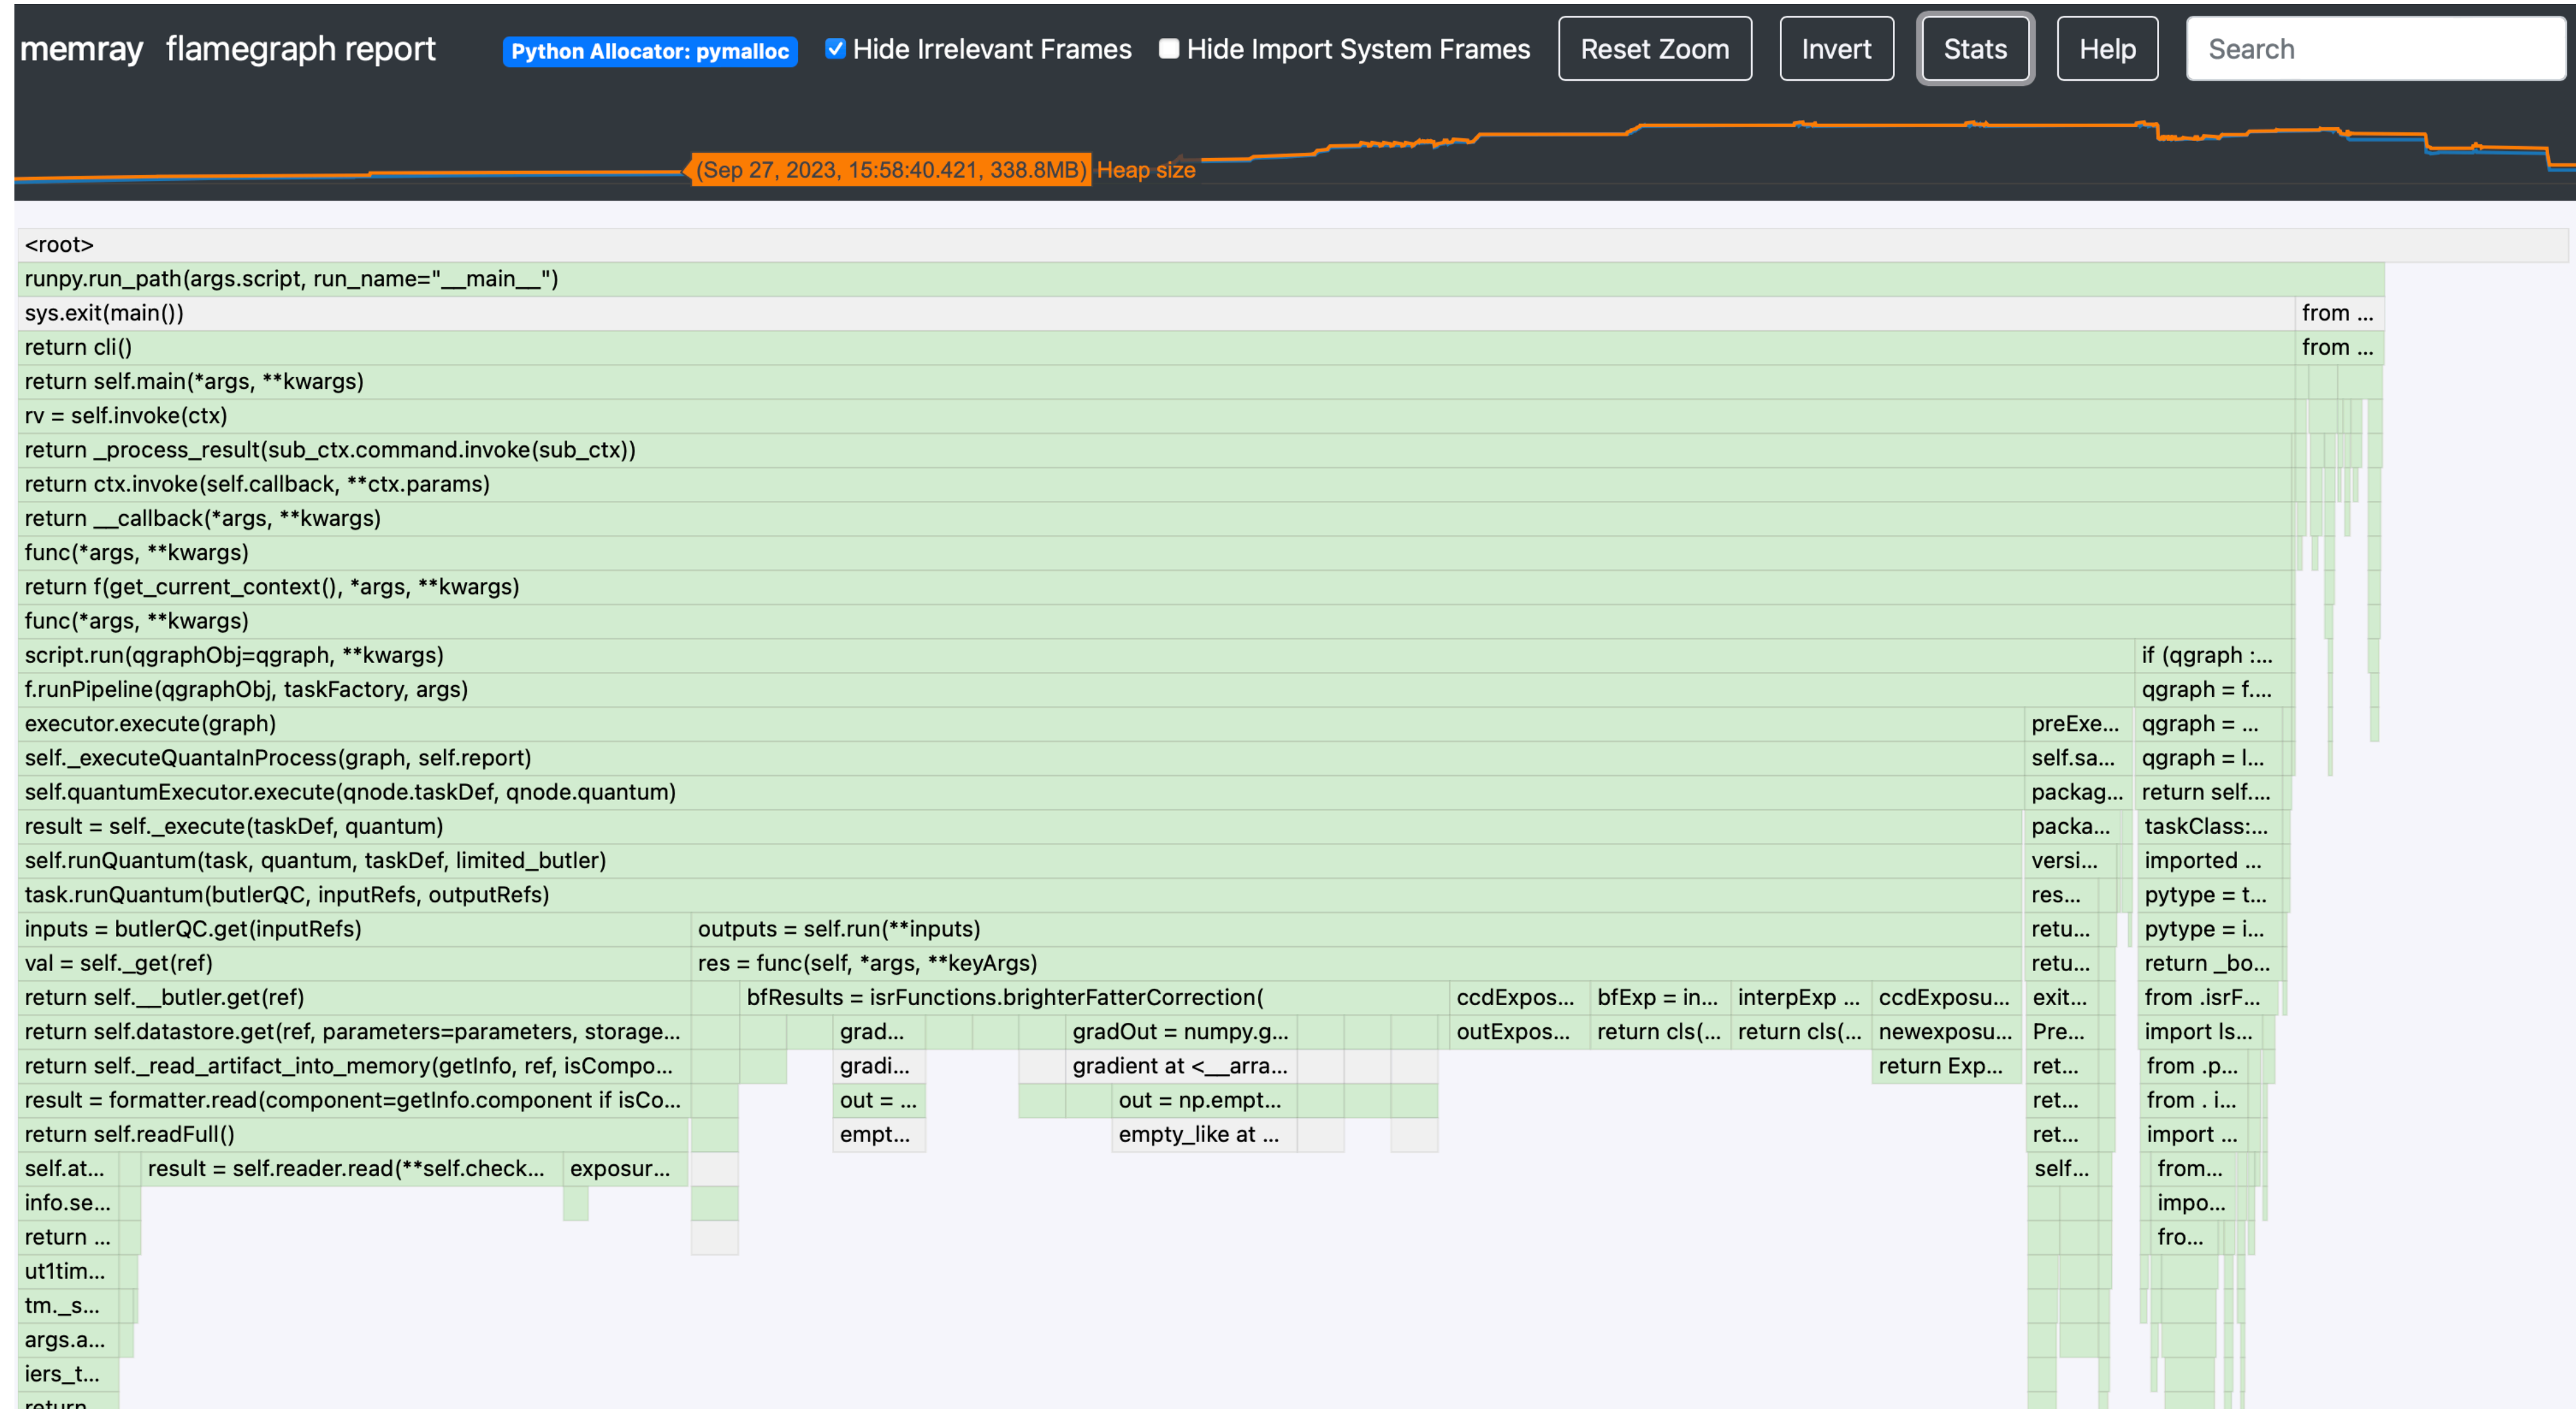 memray flamegraph report Python Allocator: pymalloc Hide Irrelevant Frames Hide Import System Frames Reset Zoom Invert Stats Help Search
(Sep 27, 2023, 15:58:40.421, 338.8MB) Heap size
<root>
runpy.run_path(args.script, run_name="__main__")
sys.exit(main()) from ...
return cli() from ...
return self.main(*args, **kwargs)
rv = self.invoke(ctx)
return _process_result(sub_ctx.command.invoke(sub_ctx))
return ctx.invoke(self.callback, **ctx.params)
return __callback(*args, **kwargs)
func(*args, **kwargs)
return f(get_current_context(), *args, **kwargs)
func(*args, **kwargs)
script.run(qgraphObj=qgraph, **kwargs) if (qgraph :...
f.runPipeline(qgraphObj, taskFactory, args) qgraph = f....
executor.execute(graph) preExe... qgraph = ...
self._executeQuantaInProcess(graph, self.report) self.sa... qgraph = l...
self.quantumExecutor.execute(qnode.taskDef, qnode.quantum) packag... return self....
result = self._execute(taskDef, quantum) packa... taskClass:...
self.runQuantum(task, quantum, taskDef, limited_butler) versi... imported ...
task.runQuantum(butlerQC, inputRefs, outputRefs) res... pytype = t...
inputs = butlerQC.get(inputRefs) outputs = self.run(**inputs) retu... pytype = i...
val = self._get(ref) res = func(self, *args, **keyArgs) retu... return _bo...
return self.__butler.get(ref) bfResults = isrFunctions.brighterFatterCorrection( ccdExpos... bfExp = in... interpExp ... ccdExposu... exit... from .isrF...
return self.datastore.get(ref, parameters=parameters, storage... grad... gradOut = numpy.g... outExpos... return cls(... return cls(... newexposu... Pre... import ls...
return self._read_artifact_into_memory(getInfo, ref, isCompo... gradi... gradient at <__arra... return Exp... ret... from .p...
result = formatter.read(component=getInfo.component if isCo... out = ... out = np.empt... ret... from . i...
return self.readFull() empt... empty_like at ... ret... import ...
self.at... result = self.reader.read(**self.check... exposur... self... from...
info.se... impo...
return ... fro...
ut1tim...
tm._s...
args.a...
iers_t...
return